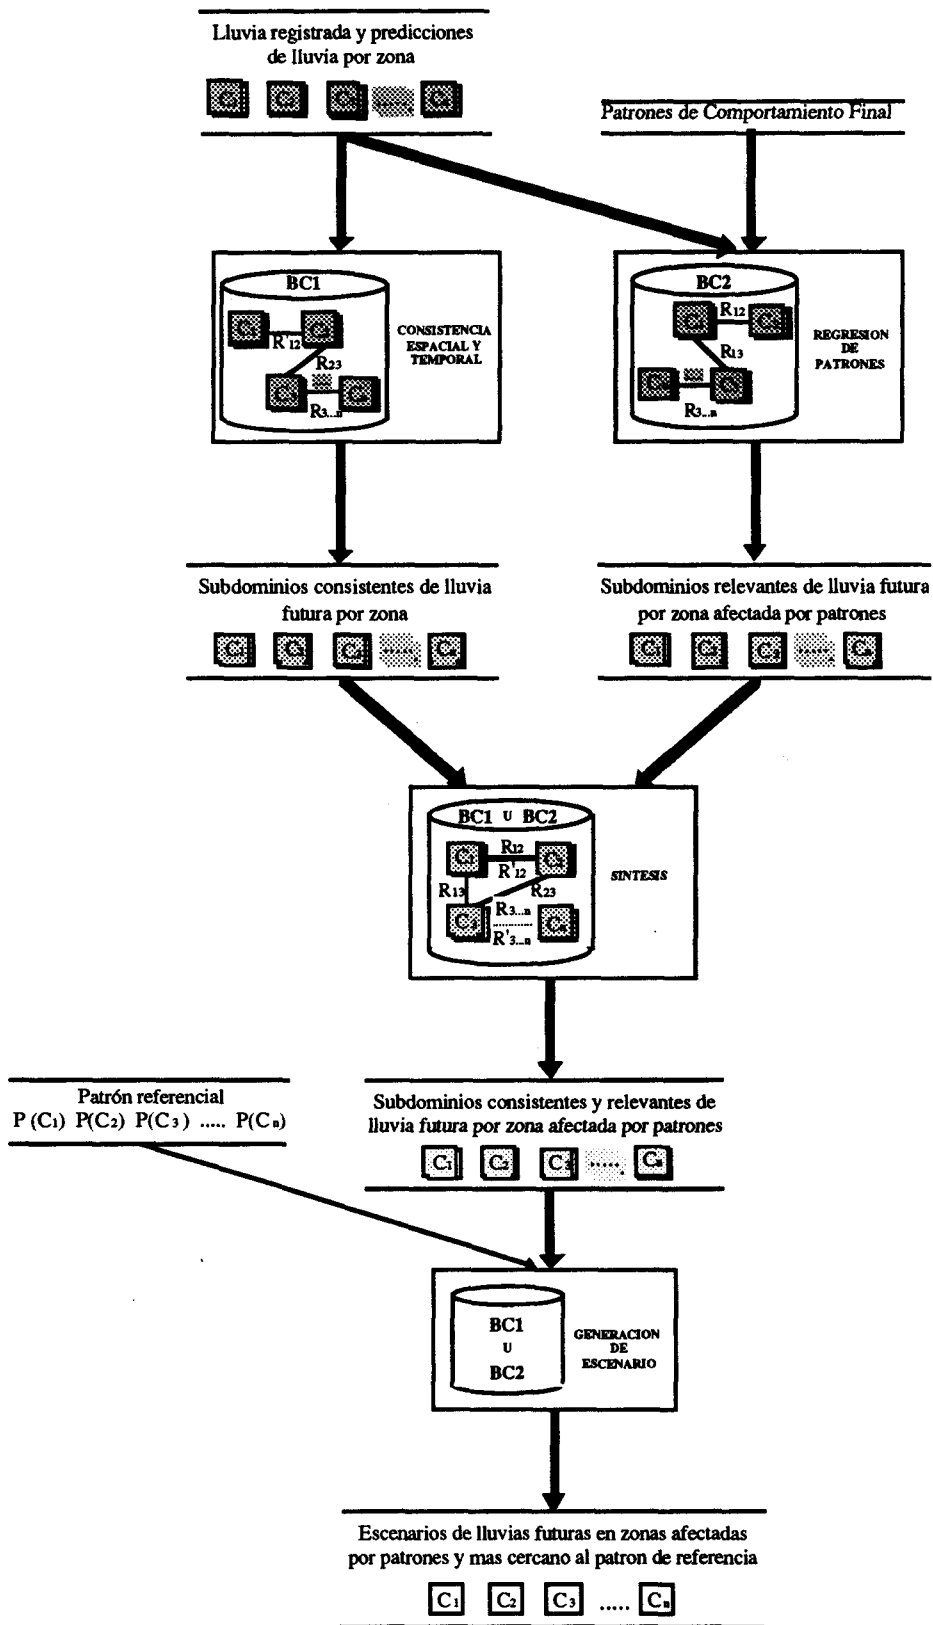 Lluvia registrada y predicciones
de lluvia por zona
C1 C2 C3 ..... Cn
Patrones de Comportamiento Final
BC1
R'12
R23
R3...n
CONSISTENCIA
ESPACIAL Y
TEMPORAL
BC2
R12
R13
R3...n
REGRESION
DE
PATRONES
Subdominios consistentes de lluvia
futura por zona
Subdominios relevantes de lluvia futura
por zona afectada por patrones
BC1 U BC2
C1 R12
R'12
R13 R23
R3...n
R'3...n
SINTESIS
Patrón referencial
P (C1) P(C2) P(C3) ..... P(Cn)
Subdominios consistentes y relevantes de
lluvia futura por zona afectada por patrones
C1 C2 C3 ..... Cn
BC1
U
BC2
GENERACION
DE
ESCENARIO
Escenarios de lluvias futuras en zonas afectadas
por patrones y mas cercano al patron de referencia
C1 C2 C3 ..... Cn